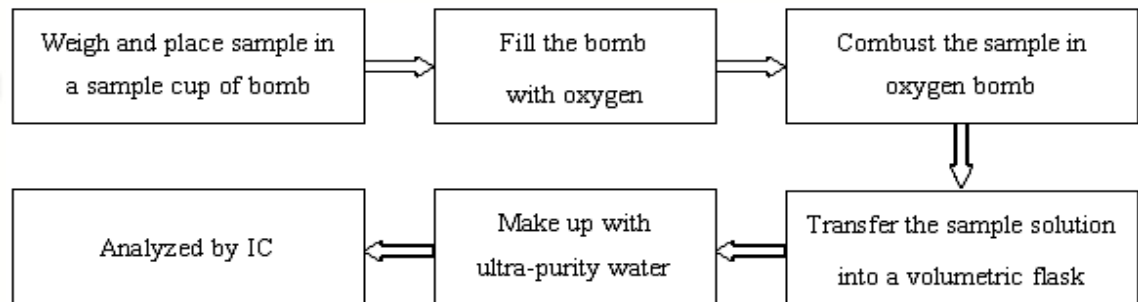 Weigh and place sample in
a sample cup of bomb
Fill the bomb
with oxygen
Combust the sample in
oxygen bomb
Transfer the sample solution
into a volumetric flask
Make up with
ultra-purity water
Analyzed by IC